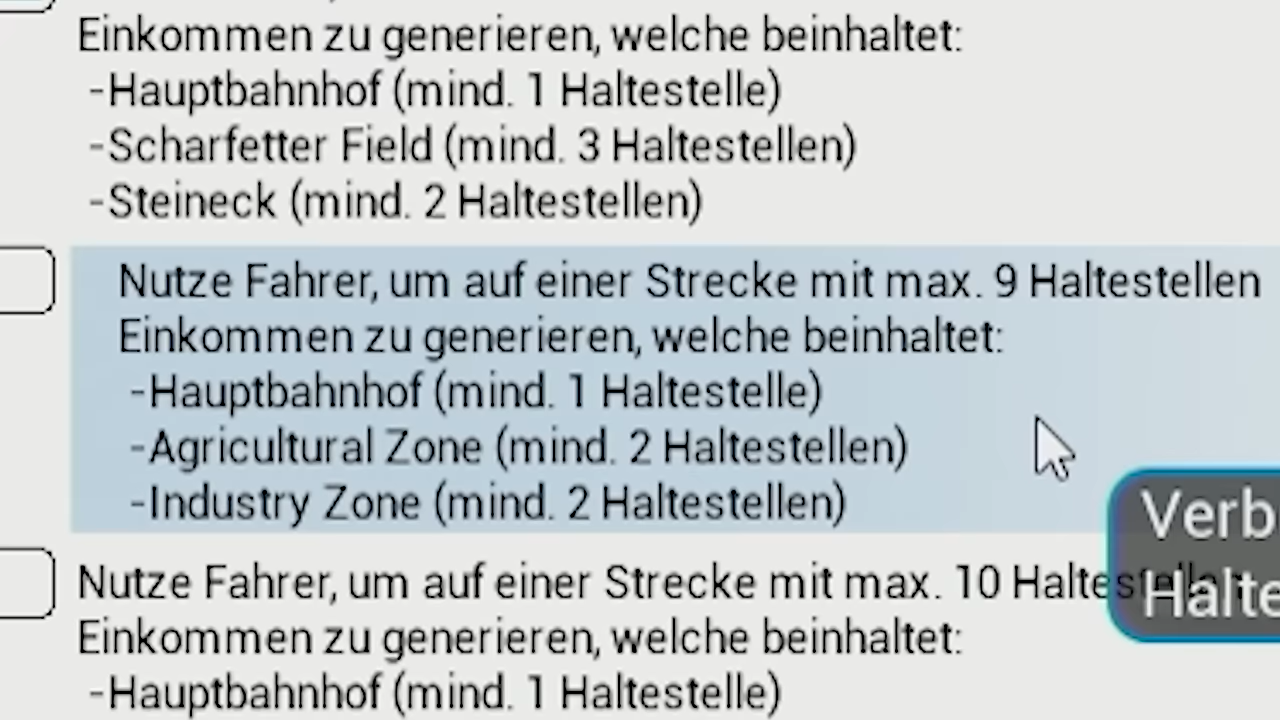 Einkommen zu generieren, welche beinhaltet:
-Hauptbahnhof (mind. 1 Haltestelle)
-Scharfetter Field (mind. 3 Haltestellen)
-Steineck (mind. 2 Haltestellen)
Nutze Fahrer, um auf einer Strecke mit max. 9 Haltestellen
Einkommen zu generieren, welche beinhaltet:
-Hauptbahnhof (mind. 1 Haltestelle)
-Agricultural Zone (mind. 2 Haltestellen)
-Industry Zone (mind. 2 Haltestellen)
Verb
Halte
Nutze Fahrer, um auf einer Strecke mit max. 10 Haltestellen
Einkommen zu generieren, welche beinhaltet:
-Hauptbahnhof (mind. 1 Haltestelle)